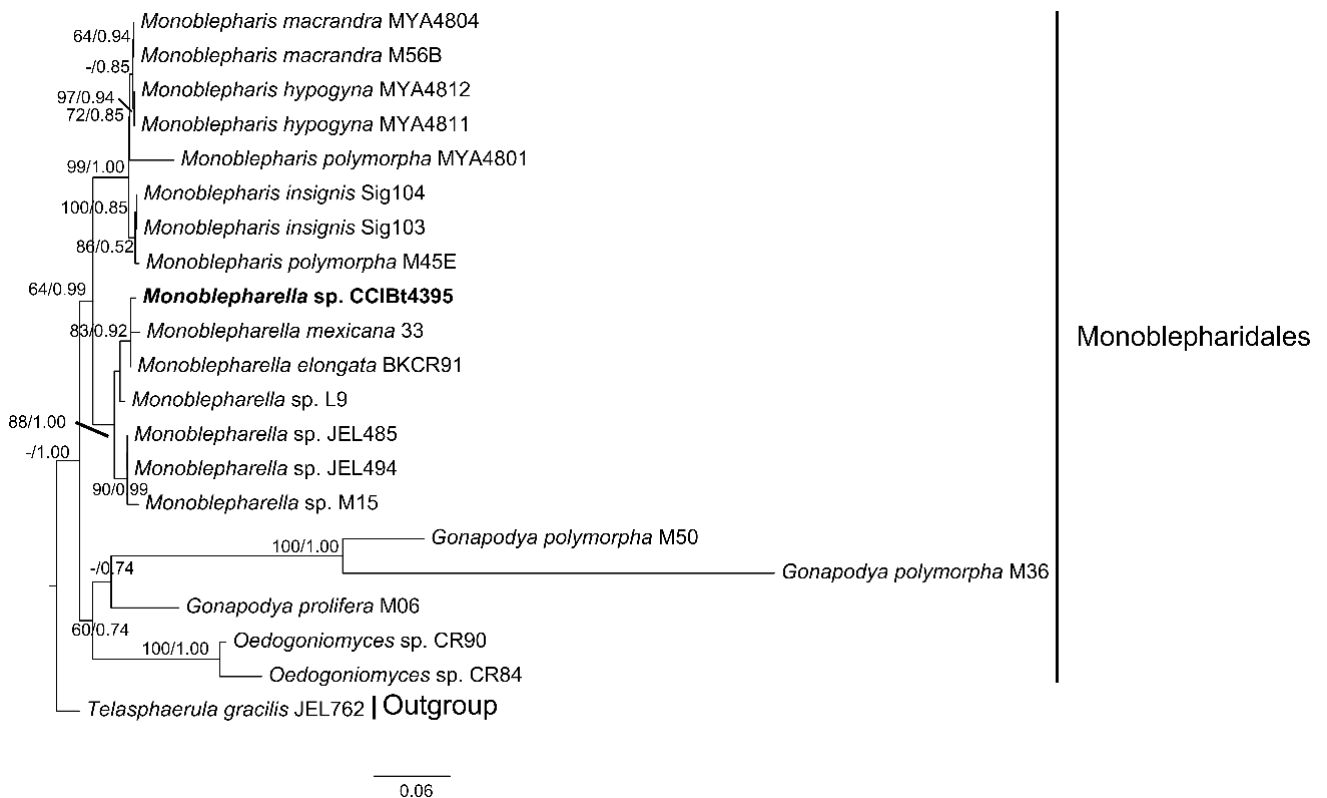 Monoblepharis macrandra MYA4804
64/0.94
Monoblepharis macrandra M56B
-/0.85
Monoblepharis hypogyna MYA4812
97/0.94
72/0.85
Monoblepharis hypogyna MYA4811
Monoblepharis polymorpha MYA4801
99/1.00
Monoblepharis insignis Sig104
100/0.85
Monoblepharis insignis Sig103
86/0.52
Monoblepharis polymorpha M45E
64/0.99
Monoblepharella sp. CCIBt4395
83/0.92
Monoblepharella mexicana 33
Monoblepharidales
Monoblepharella elongata BKCR91
Monoblepharella sp. L9
88/1.00
Monoblepharella sp. JEL485
-/1.00
Monoblepharella sp. JEL494
90/0.99
Monoblepharella sp. M15
Gonapodya polymorpha M50
100/1.00
-/0.74
Gonapodya polymorpha M36
Gonapodya prolifera M06
60/0.74
Oedogoniomyces sp. CR90
100/1.00
Oedogoniomyces sp. CR84
Telasphaerula gracilis JEL762 | Outgroup
0.06